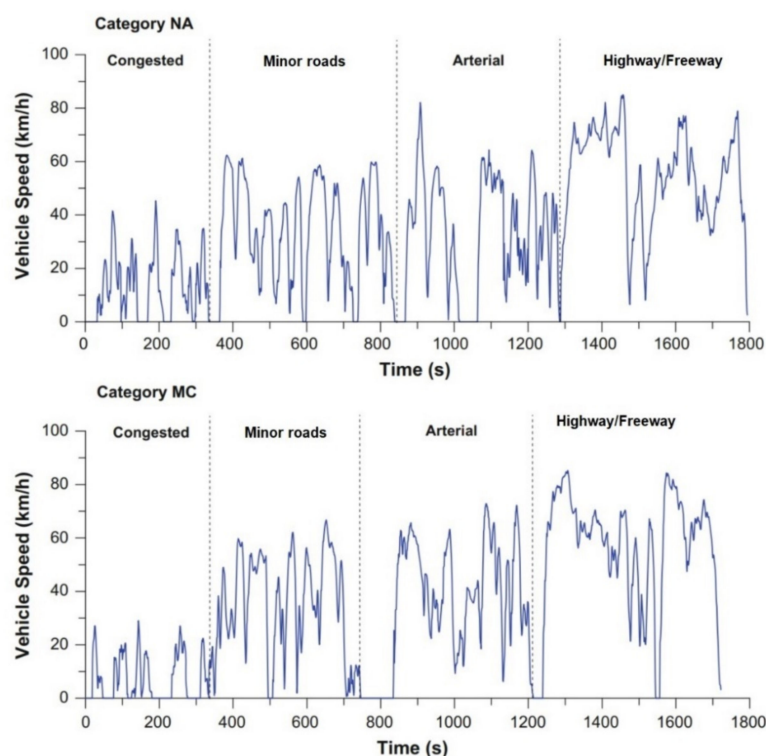 Category NA
Congested Minor roads Arterial Highway/Freeway
100
80
60
40
20
0
Vehicle Speed (km/h)
0 200 400 600 800 1000 1200 1400 1600 1800
Time (s)
Category MC
Congested Minor roads Arterial Highway/Freeway
100
80
60
40
20
0
Vehicle Speed (km/h)
0 200 400 600 800 1000 1200 1400 1600 1800
Time (s)